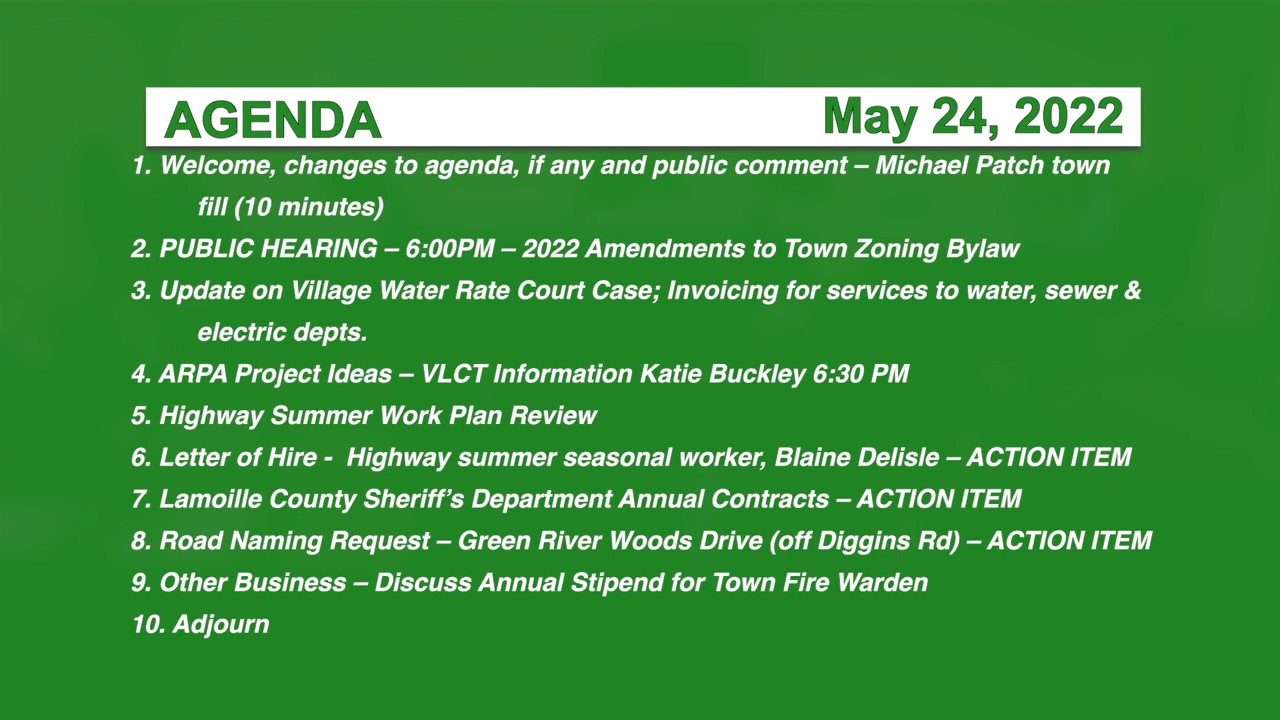 AGENDA May 24, 2022
1. Welcome, changes to agenda, if any and public comment – Michael Patch town
fill (10 minutes)
2. PUBLIC HEARING – 6:00PM – 2022 Amendments to Town Zoning Bylaw
3. Update on Village Water Rate Court Case; Invoicing for services to water, sewer &
electric depts.
4. ARPA Project Ideas – VLCT Information Katie Buckley 6:30 PM
5. Highway Summer Work Plan Review
6. Letter of Hire -  Highway summer seasonal worker, Blaine Delisle – ACTION ITEM
7. Lamoille County Sheriff’s Department Annual Contracts – ACTION ITEM
8. Road Naming Request – Green River Woods Drive (off Diggins Rd) – ACTION ITEM
9. Other Business – Discuss Annual Stipend for Town Fire Warden
10. Adjourn